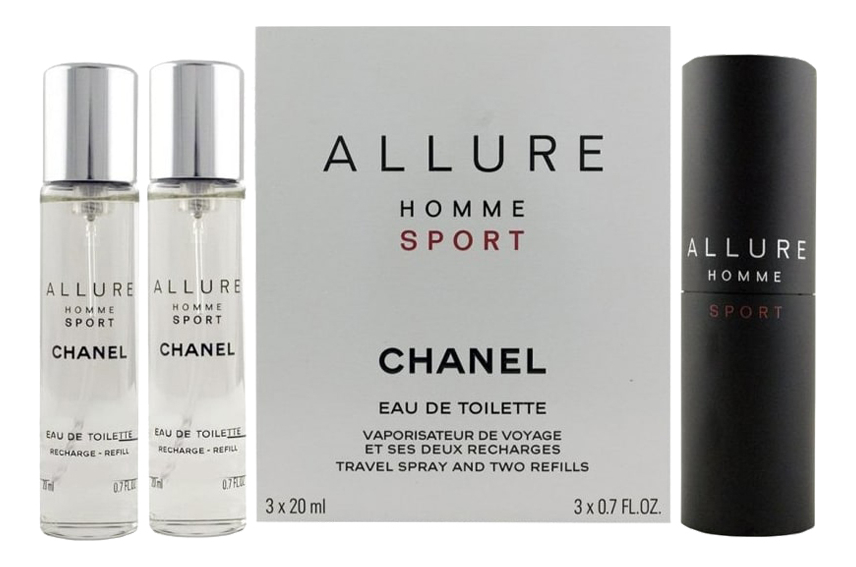 ALLURE
HOMME
SPORT
CHANEL
EAU DE TOILETTE
RECHARGE - REFILL
20 ml 0.7 FL.OZ.
ALLURE
HOMME
SPORT
CHANEL
EAU DE TOILETTE
RECHARGE - REFILL
0.7 FL.
ALLURE
HOMME
SPORT
CHANEL
EAU DE TOILETTE
VAPORISATEUR DE VOYAGE
ET SES DEUX RECHARGES
TRAVEL SPRAY AND TWO REFILLS
3 x 20 ml 3 x 0.7 FL.OZ.
ALLURE
HOMME
SPORT